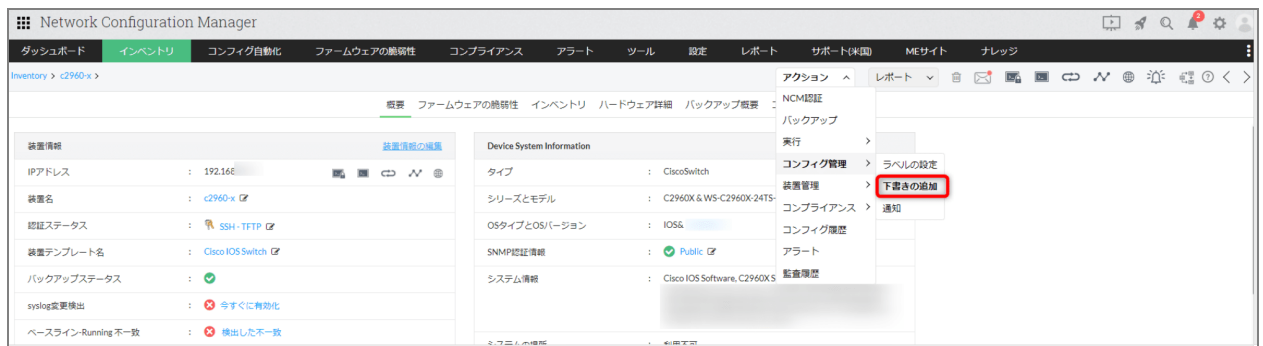 Network Configuration Manager
2
ダッシュボード インベントリ コンフィグ自動化 ファームウェアの脆弱性 コンプライアンス アラート ツール 設定 レポート サポート(米国) MEサイト ナレッジ
Inventory > c2960-x >
アクション レポート
概要 ファームウェアの脆弱性 インベントリ ハードウェア詳細 バックアップ概要
NCM認証
バックアップ
実行
コンフィグ管理
装置管理
コンプライアンス
コンフィグ履歴
アラート
監査履歴
ラベルの設定
下書きの追加
通知
装置情報 装置情報の編集
IPアドレス : 192.168
装置名 : c2960-x
認証ステータス : SSH - TFTP
装置テンプレート名 : Cisco IOS Switch
バックアップステータス :
syslog変更検出 : 今すぐに有効化
ベースライン-Running 不一致 : 検出した不一致
Device System Information
タイプ : CiscoSwitch
シリーズとモデル : C2960X & WS-C2960X-24TS-
OSタイプとOSバージョン : IOS&
SNMP認証情報 : Public
システム情報 : Cisco IOS Software, C2960X S
システムの場所 : 利用不可